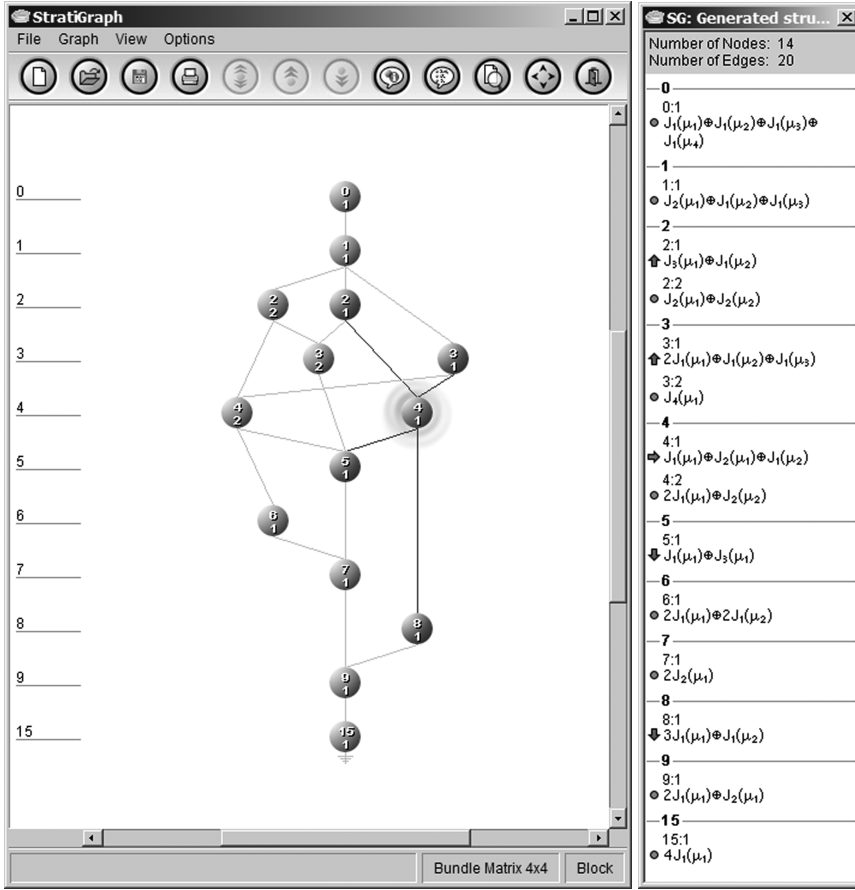 StratiGraph
File Graph View Options
0
1
2
3
4
5
6
7
8
9
15
0 1
1 1
2 2
2 1
3 2
3 1
4 2
4 1
5 1
6 1
7 1
8 1
9 1
15 1
Bundle Matrix 4x4 Block
SG: Generated stru...
Number of Nodes: 14
Number of Edges: 20
0
0:1
J₁(μ₁)⊕J₁(μ₂)⊕J₁(μ₃)⊕
J₁(μ₄)
1
1:1
J₂(μ₁)⊕J₁(μ₂)⊕J₁(μ₃)
2
2:1
J₃(μ₁)⊕J₁(μ₂)
2:2
J₂(μ₁)⊕J₂(μ₂)
3
3:1
2J₁(μ₁)⊕J₁(μ₂)⊕J₁(μ₃)
3:2
J₄(μ₁)
4
4:1
J₁(μ₁)⊕J₂(μ₁)⊕J₁(μ₂)
4:2
2J₁(μ₁)⊕J₂(μ₂)
5
5:1
J₁(μ₁)⊕J₃(μ₁)
6
6:1
2J₁(μ₁)⊕2J₁(μ₂)
7
7:1
2J₂(μ₁)
8
8:1
3J₁(μ₁)⊕J₁(μ₂)
9
9:1
2J₁(μ₁)⊕J₂(μ₁)
15
15:1
4J₁(μ₁)